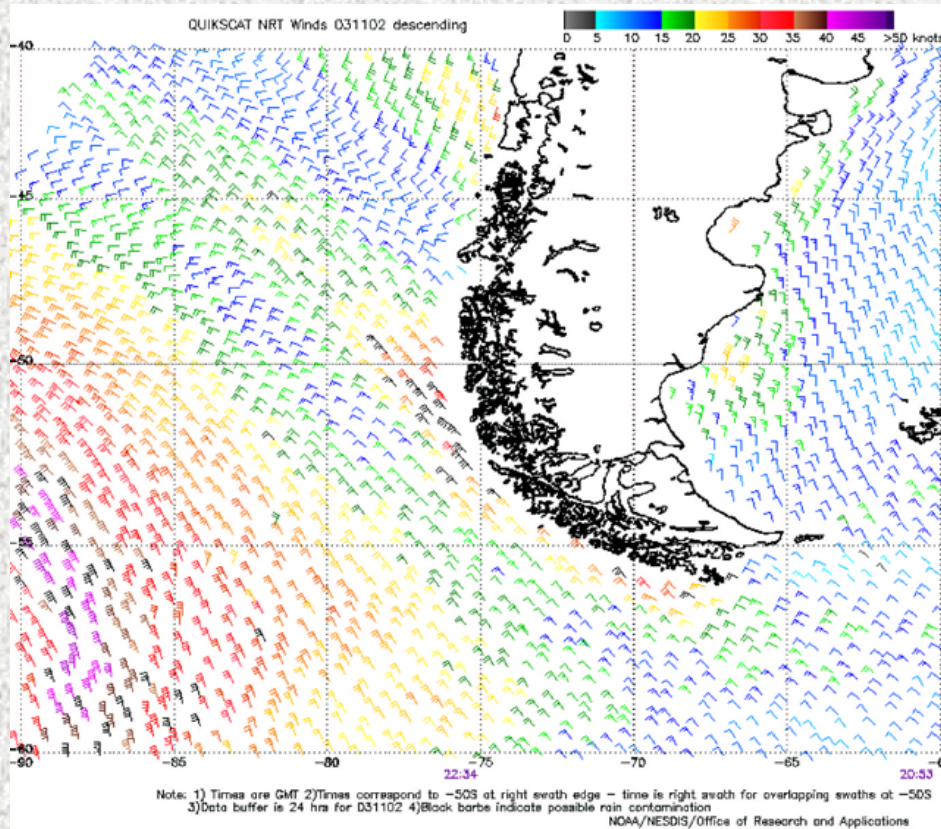 QUIKSCAT NRT Winds 031102 descending
0 5 10 15 20 25 30 35 40 45 >50 knots
-40
-45
-50
-55
-60
-90 -85 -80 -75 -70 -65 -6
22:34 20:53
Note: 1) Times are GMT 2)Times correspond to -50S at right swath edge - time is right swath for overlapping swaths at -50S
3)Data buffer is 24 hrs for 031102 4)Black barbs indicate possible rain contamination
NOAA/NESDIS/Office of Research and Applications